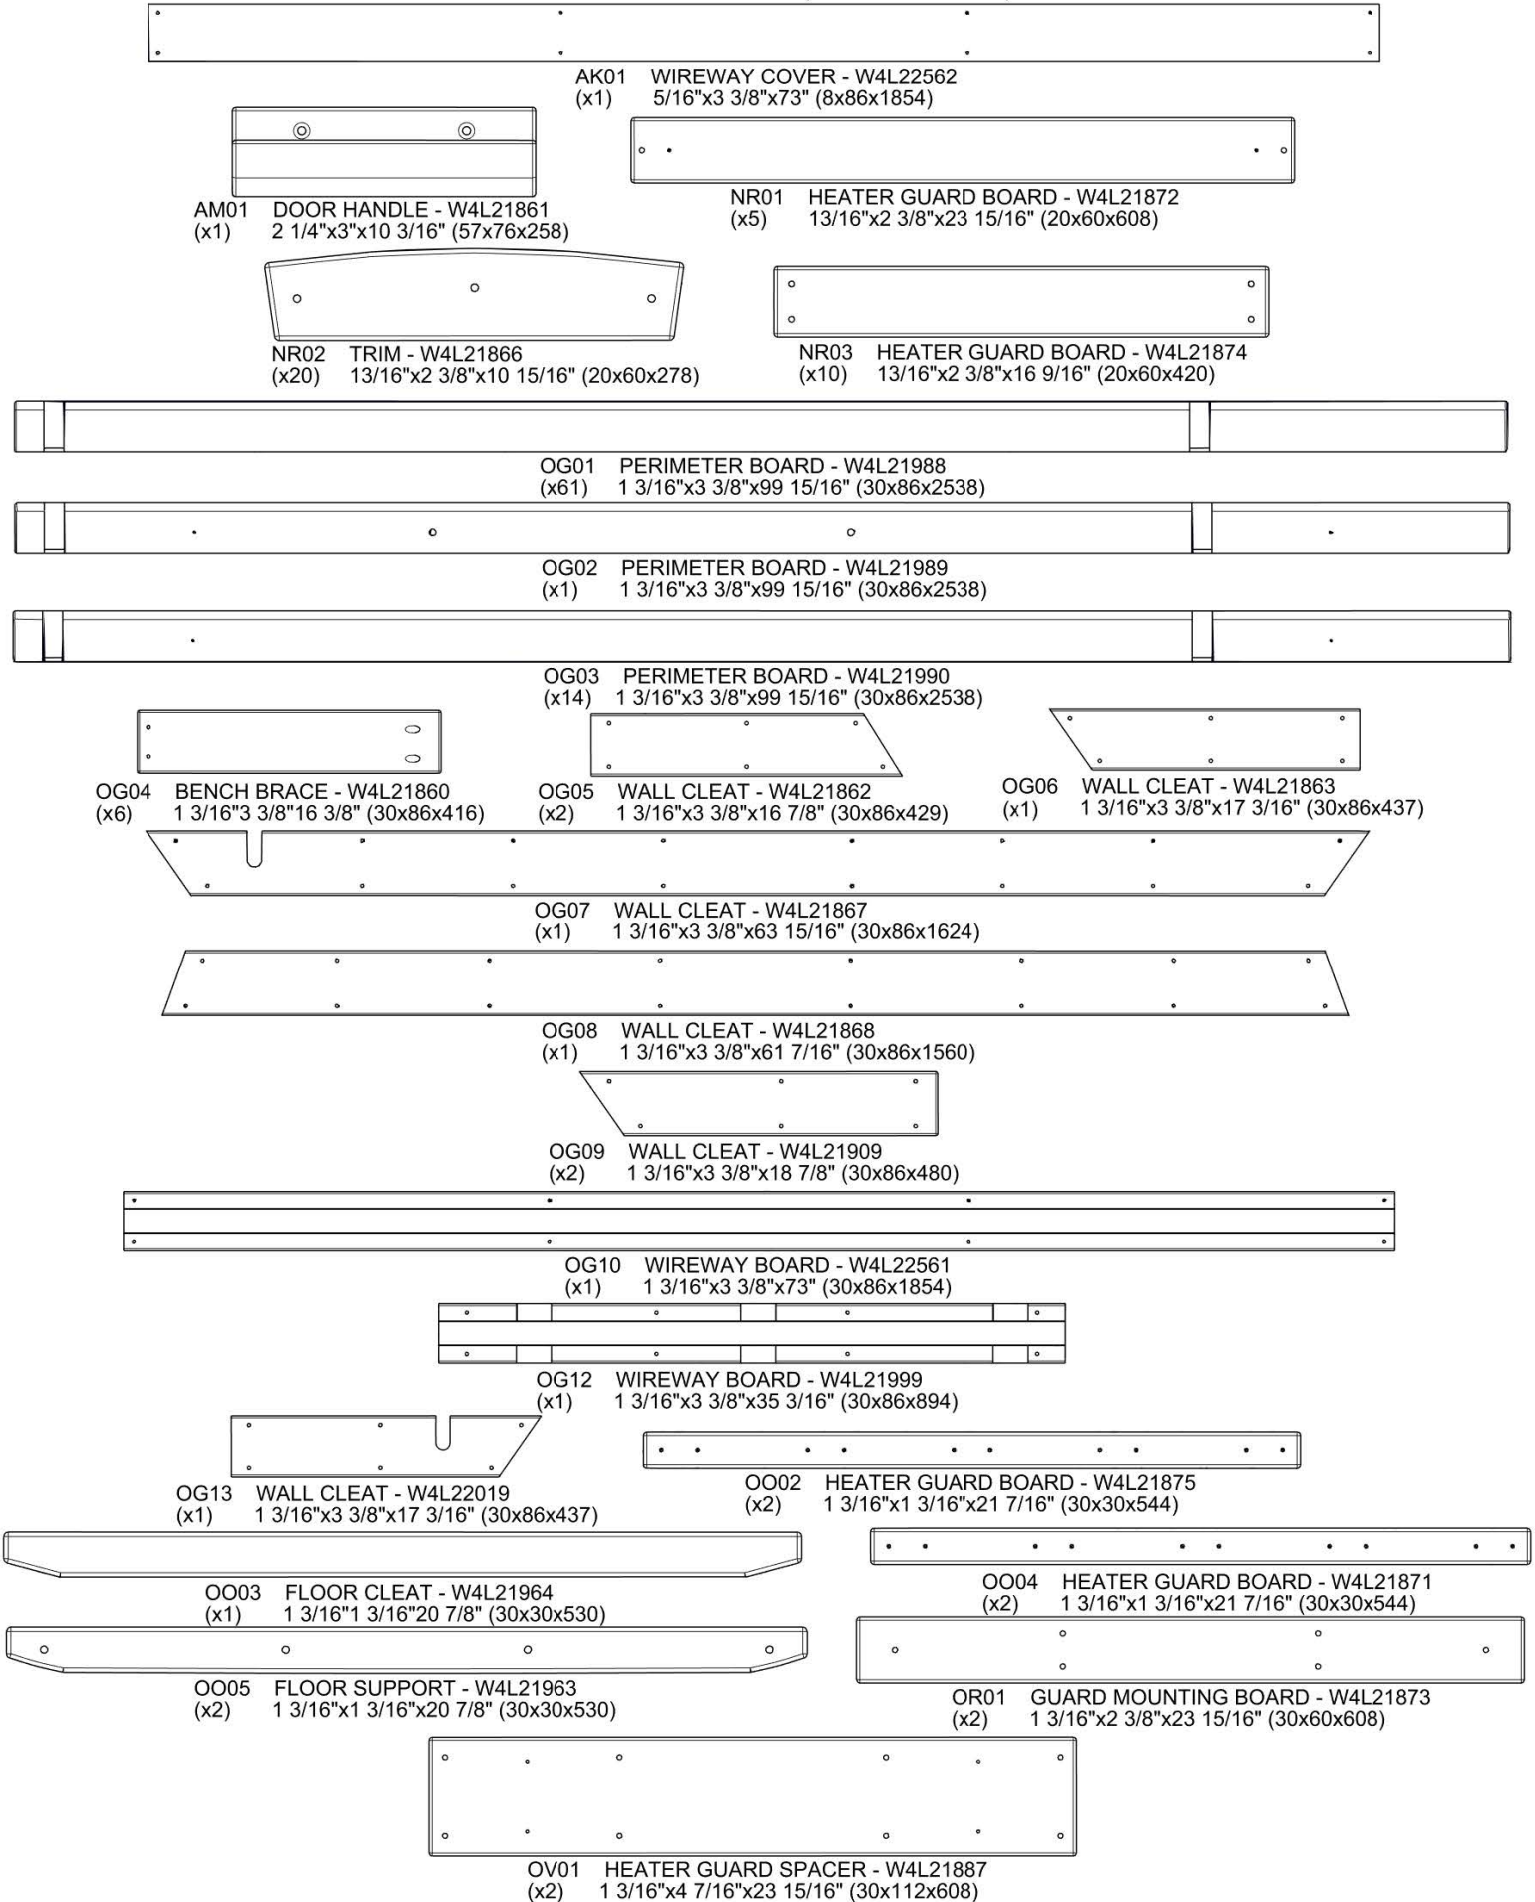 AK01 WIREWAY COVER - W4L22562
(x1) 5/16"x3 3/8"x73" (8x86x1854)
AM01 DOOR HANDLE - W4L21861
(x1) 2 1/4"x3"x10 3/16" (57x76x258)
NR01 HEATER GUARD BOARD - W4L21872
(x5) 13/16"x2 3/8"x23 15/16" (20x60x608)
NR02 TRIM - W4L21866
(x20) 13/16"x2 3/8"x10 15/16" (20x60x278)
NR03 HEATER GUARD BOARD - W4L21874
(x10) 13/16"x2 3/8"x16 9/16" (20x60x420)
OG01 PERIMETER BOARD - W4L21988
(x61) 1 3/16"x3 3/8"x99 15/16" (30x86x2538)
OG02 PERIMETER BOARD - W4L21989
(x1) 1 3/16"x3 3/8"x99 15/16" (30x86x2538)
OG03 PERIMETER BOARD - W4L21990
(x14) 1 3/16"x3 3/8"x99 15/16" (30x86x2538)
OG04 BENCH BRACE - W4L21860
(x6) 1 3/16"3 3/8"16 3/8" (30x86x416)
OG05 WALL CLEAT - W4L21862
(x2) 1 3/16"x3 3/8"x16 7/8" (30x86x429)
OG06 WALL CLEAT - W4L21863
(x1) 1 3/16"x3 3/8"x17 3/16" (30x86x437)
OG07 WALL CLEAT - W4L21867
(x1) 1 3/16"x3 3/8"x63 15/16" (30x86x1624)
OG08 WALL CLEAT - W4L21868
(x1) 1 3/16"x3 3/8"x61 7/16" (30x86x1560)
OG09 WALL CLEAT - W4L21909
(x2) 1 3/16"x3 3/8"x18 7/8" (30x86x480)
OG10 WIREWAY BOARD - W4L22561
(x1) 1 3/16"x3 3/8"x73" (30x86x1854)
OG12 WIREWAY BOARD - W4L21999
(x1) 1 3/16"x3 3/8"x35 3/16" (30x86x894)
OG13 WALL CLEAT - W4L22019
(x1) 1 3/16"x3 3/8"x17 3/16" (30x86x437)
OO02 HEATER GUARD BOARD - W4L21875
(x2) 1 3/16"x1 3/16"x21 7/16" (30x30x544)
OO03 FLOOR CLEAT - W4L21964
(x1) 1 3/16"1 3/16"20 7/8" (30x30x530)
OO04 HEATER GUARD BOARD - W4L21871
(x2) 1 3/16"x1 3/16"x21 7/16" (30x30x544)
OO05 FLOOR SUPPORT - W4L21963
(x2) 1 3/16"x1 3/16"x20 7/8" (30x30x530)
OR01 GUARD MOUNTING BOARD - W4L21873
(x2) 1 3/16"x2 3/8"x23 15/16" (30x60x608)
OV01 HEATER GUARD SPACER - W4L21887
(x2) 1 3/16"x4 7/16"x23 15/16" (30x112x608)